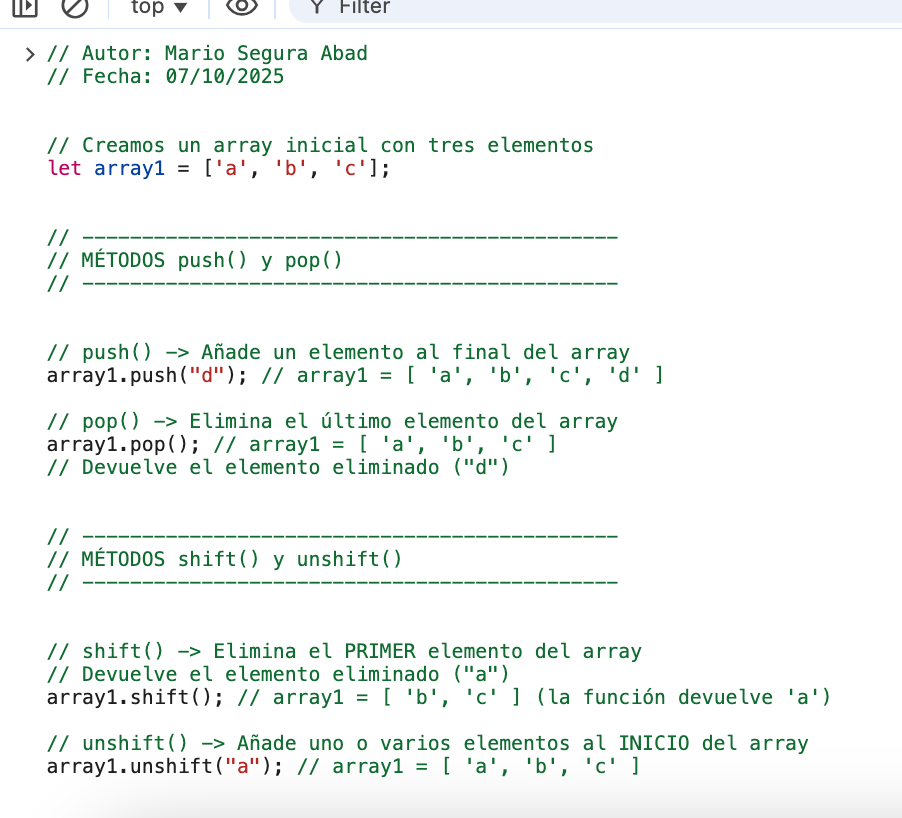 top ▼ Filter
> // Autor: Mario Segura Abad
// Fecha: 07/10/2025
// Creamos un array inicial con tres elementos
let array1 = ['a', 'b', 'c'];
// ---------------------------------------------
// MÉTODOS push() y pop()
// ---------------------------------------------
// push() -> Añade un elemento al final del array
array1.push("d"); // array1 = [ 'a', 'b', 'c', 'd' ]
// pop() -> Elimina el último elemento del array
array1.pop(); // array1 = [ 'a', 'b', 'c' ]
// Devuelve el elemento eliminado ("d")
// ---------------------------------------------
// MÉTODOS shift() y unshift()
// ---------------------------------------------
// shift() -> Elimina el PRIMER elemento del array
// Devuelve el elemento eliminado ("a")
array1.shift(); // array1 = [ 'b', 'c' ] (la función devuelve 'a')
// unshift() -> Añade uno o varios elementos al INICIO del array
array1.unshift("a"); // array1 = [ 'a', 'b', 'c' ]